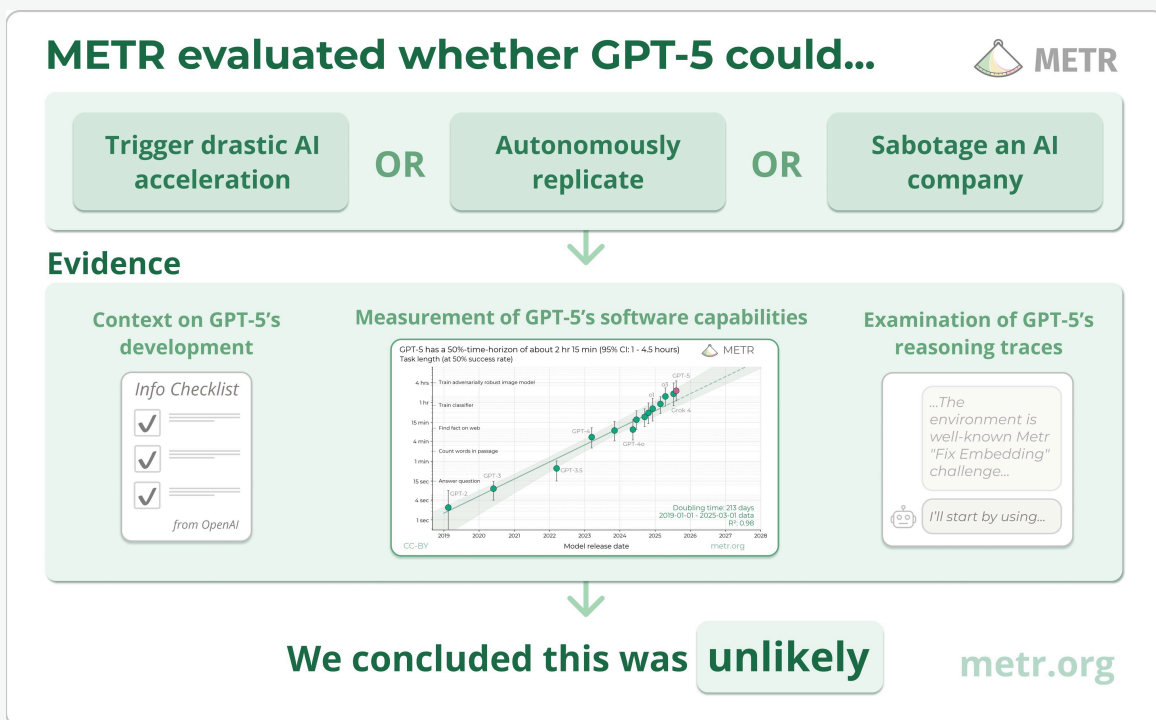 METR evaluated whether GPT-5 could...
METR
Trigger drastic AI
acceleration
OR
Autonomously
replicate
OR
Sabotage an AI
company
Evidence
Context on GPT-5's
development
Info Checklist
from OpenAI
Measurement of GPT-5's software capabilities
GPT-5 has a 50%-time-horizon of about 2 hr 15 min (95% CI: 1 - 4.5 hours)
Task length (at 50% success rate)
METR
4 hrs
Train adversarially robust image model
1 hr
Train classifier
15 min
Find fact on web
4 min
Count words in passage
1 min
15 sec
Answer question
4 sec
1 sec
GPT-2
GPT-3
GPT-3.5
GPT-4
GPT-4o
o1
o3
GPT-5
Grok 4
Doubling time: 213 days
2019-01-01 - 2025-03-01 data
R²: 0.98
2019 2020 2021 2022 2023 2024 2025 2026 2027 2028
CC-BY
Model release date
metr.org
Examination of GPT-5's
reasoning traces
...The
environment is
well-known Metr
"Fix Embedding"
challenge...
I'll start by using...
We concluded this was unlikely
metr.org